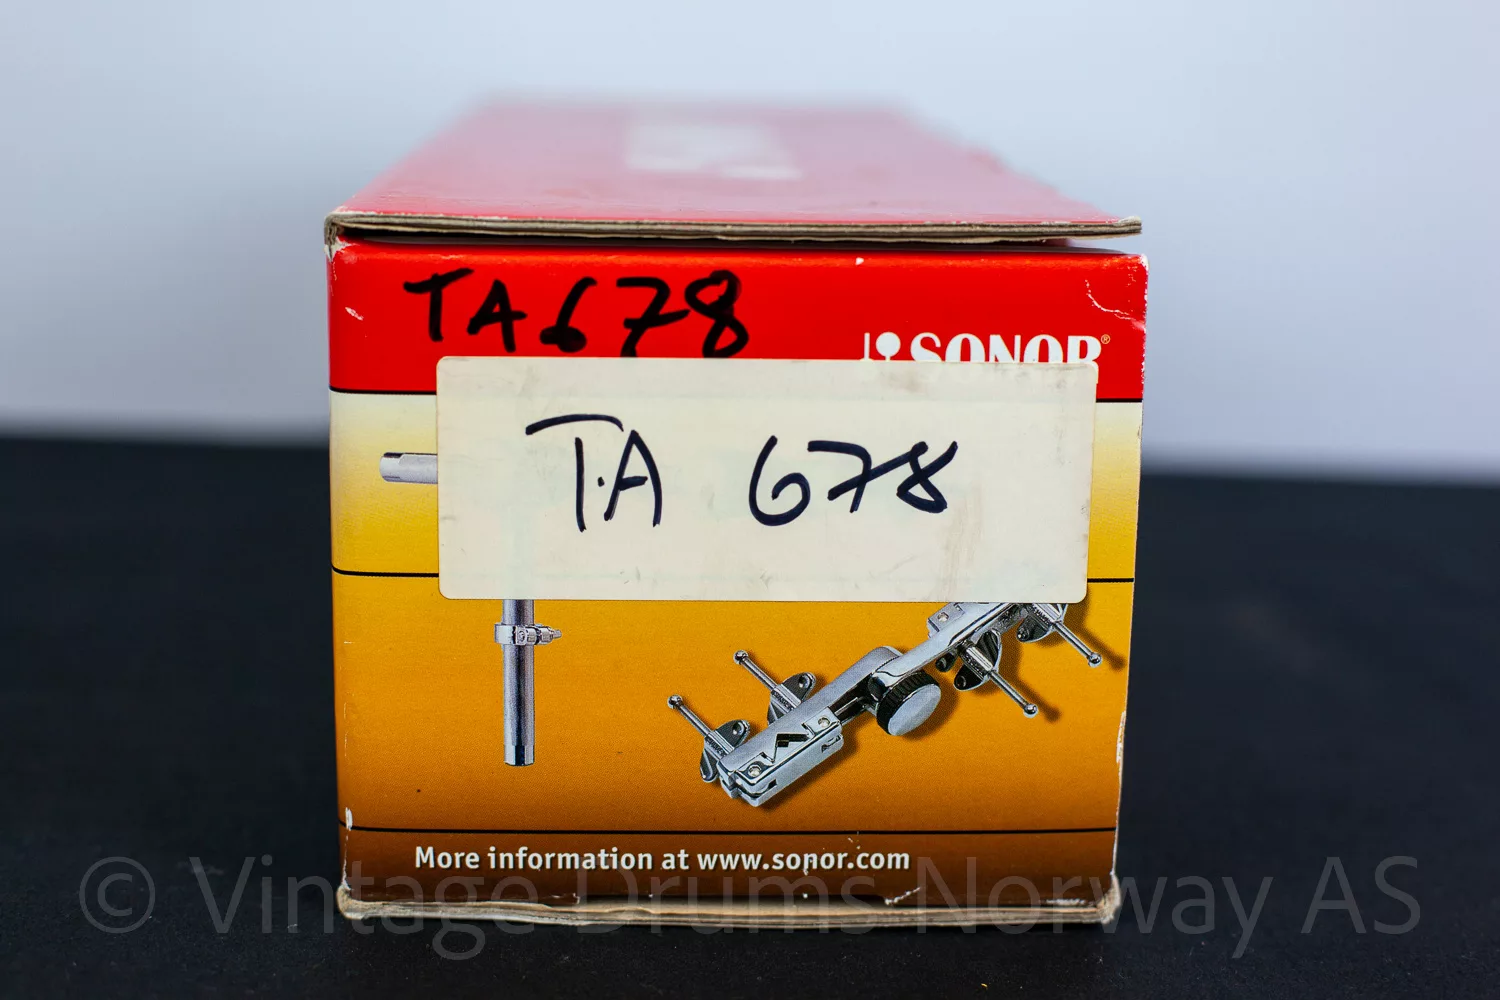 TA678
SONOR®
TA 678
More information at www.sonor.com
© Vintage Drums Norway AS